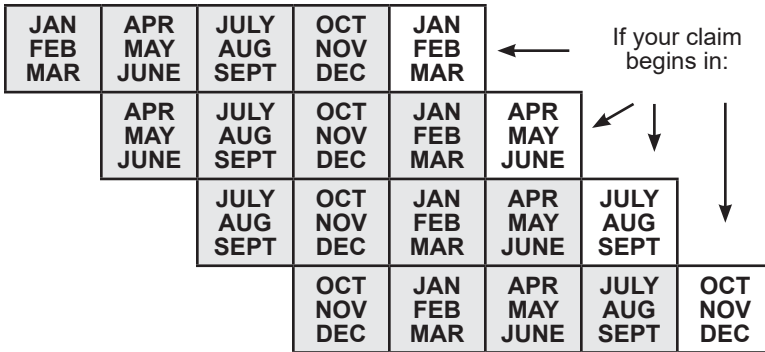 JAN APR JULY OCT JAN
FEB MAY AUG NOV FEB
MAR JUNE SEPT DEC MAR
If your claim
begins in:
APR JULY OCT JAN APR
MAY AUG NOV FEB MAY
JUNE SEPT DEC MAR JUNE
JULY OCT JAN APR JULY
AUG NOV FEB MAY AUG
SEPT DEC MAR JUNE SEPT
OCT JAN APR JULY OCT
NOV FEB MAY AUG NOV
DEC MAR JUNE SEPT DEC